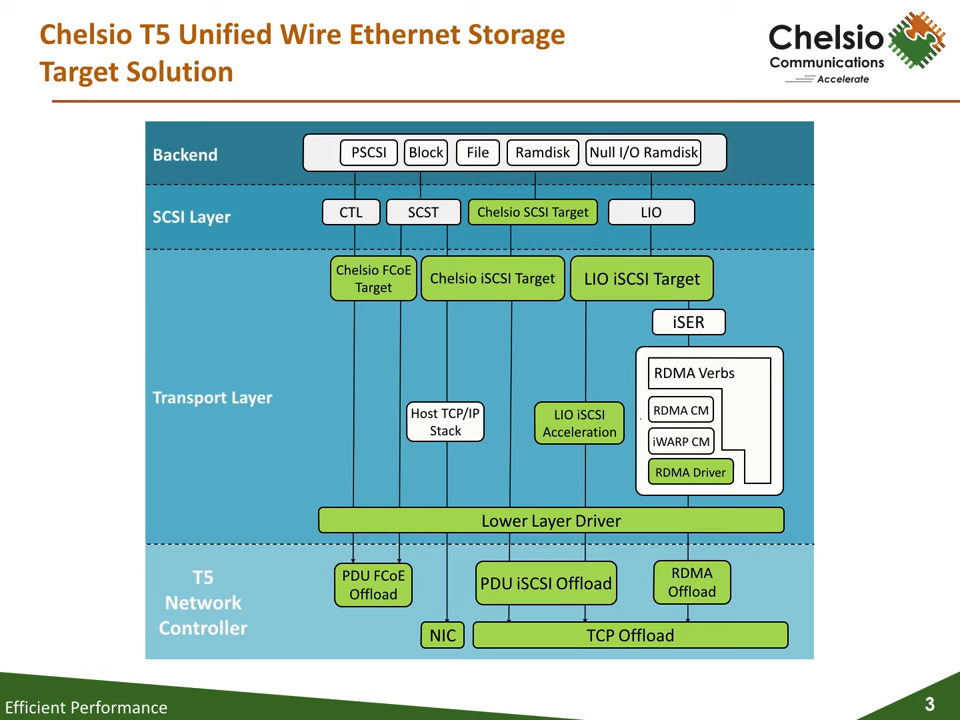 Chelsio T5 Unified Wire Ethernet Storage
Target Solution
Chelsio
Communications
Accelerate
Backend
PSCSI
Block
File
Ramdisk
Null I/O Ramdisk
SCSI Layer
CTL
SCST
Chelsio SCSI Target
LIO
Chelsio FCoE
Target
Chelsio iSCSI Target
LIO iSCSI Target
iSER
RDMA Verbs
Transport Layer
Host TCP/IP
Stack
LIO iSCSI
Acceleration
RDMA CM
iWARP CM
RDMA Driver
Lower Layer Driver
T5
Network
Controller
PDU FCoE
Offload
PDU iSCSI Offload
RDMA
Offload
NIC
TCP Offload
Efficient Performance
3